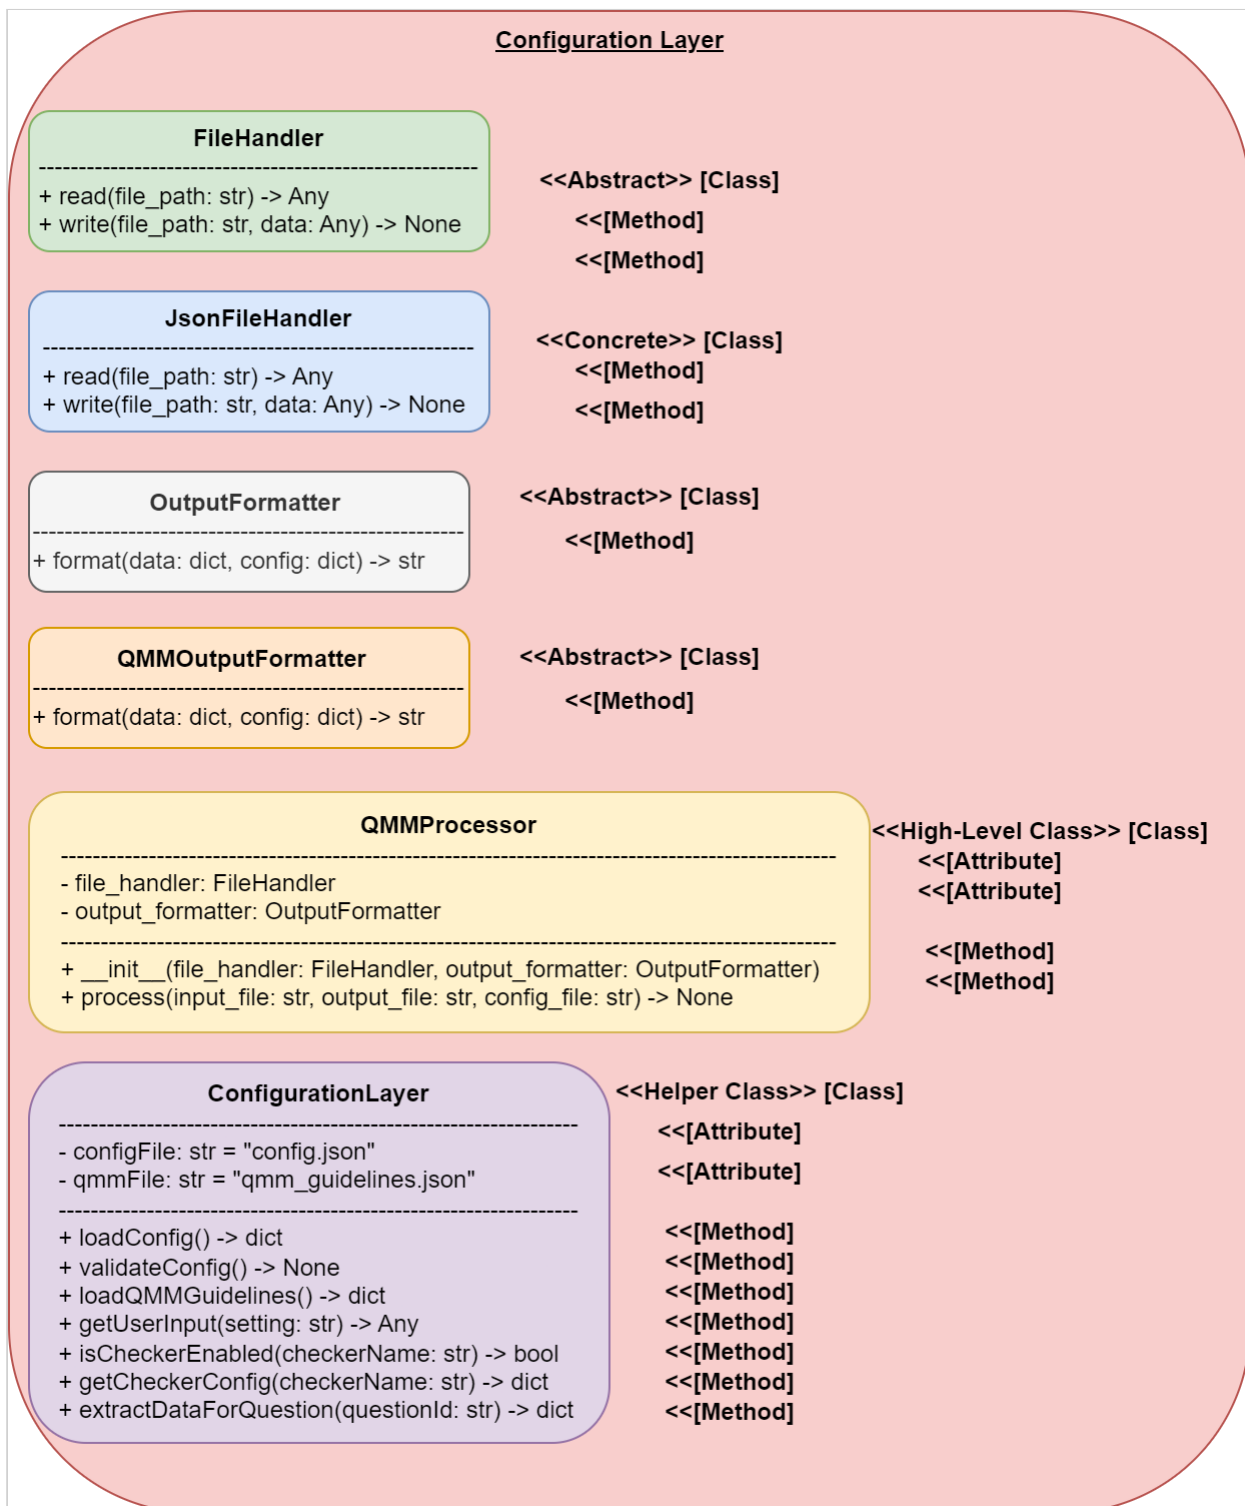 Configuration Layer
FileHandler
------------------------------------------------------
+ read(file_path: str) -> Any
+ write(file_path: str, data: Any) -> None
<<Abstract>> [Class]
<<[Method]
<<[Method]
JsonFileHandler
-----------------------------------------------------
+ read(file_path: str) -> Any
+ write(file_path: str, data: Any) -> None
<<Concrete>> [Class]
<<[Method]
<<[Method]
OutputFormatter
-----------------------------------------------------
+ format(data: dict, config: dict) -> str
<<Abstract>> [Class]
<<[Method]
QMMOutputFormatter
-----------------------------------------------------
+ format(data: dict, config: dict) -> str
<<Abstract>> [Class]
<<[Method]
QMMProcessor
-----------------------------------------------------------------------------------------------
- file_handler: FileHandler
- output_formatter: OutputFormatter
-----------------------------------------------------------------------------------------------
+ __init__(file_handler: FileHandler, output_formatter: OutputFormatter)
+ process(input_file: str, output_file: str, config_file: str) -> None
<<High-Level Class>> [Class]
<<[Attribute]
<<[Attribute]
<<[Method]
<<[Method]
ConfigurationLayer
----------------------------------------------------------------
- configFile: str = "config.json"
- qmmFile: str = "qmm_guidelines.json"
----------------------------------------------------------------
+ loadConfig() -> dict
+ validateConfig() -> None
+ loadQMMGuidelines() -> dict
+ getUserInput(setting: str) -> Any
+ isCheckerEnabled(checkerName: str) -> bool
+ getCheckerConfig(checkerName: str) -> dict
+ extractDataForQuestion(questionId: str) -> dict
<<Helper Class>> [Class]
<<[Attribute]
<<[Attribute]
<<[Method]
<<[Method]
<<[Method]
<<[Method]
<<[Method]
<<[Method]
<<[Method]